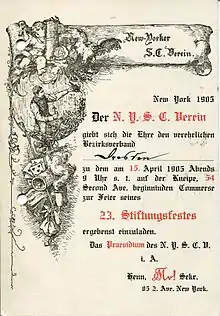 New-Yorker
S.C. Verein.
New York 1905
Der N. Y. S. C. Verein
giebt sich die Ehre den verehrlichen
Bezirksverband
zu dem am 15. April 1905 Abends
9 Uhr s. t. auf der Kneipe, 54
Second Ave, beginnenden Commerse
zur Feier seines
23. Stiftungsfestes
ergebenst einzuladen.
Das Praesidium des N. Y. S. C. V.
i. A.
Henn, Sekr.
85 2. Ave. New York.